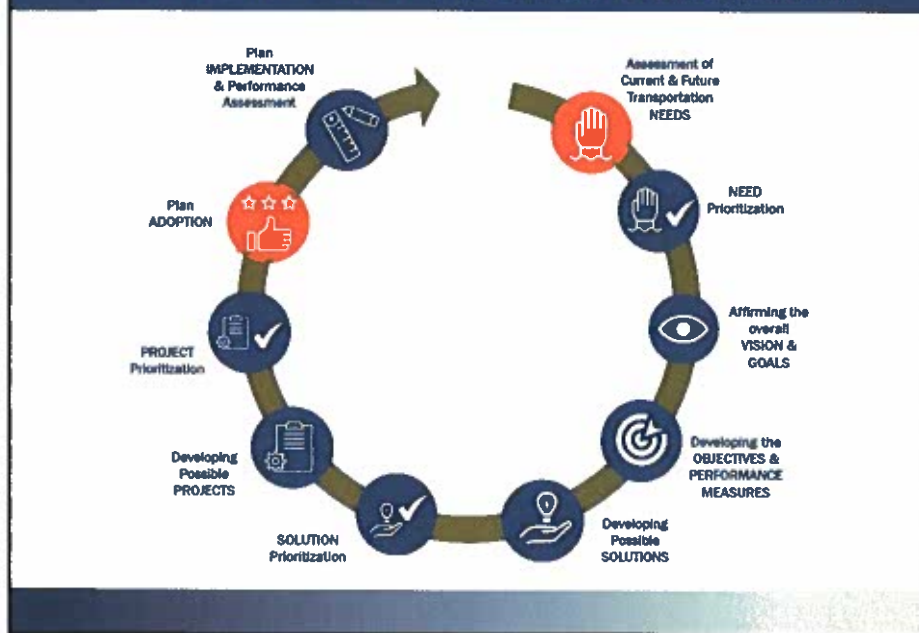 Assessment of
Current & Future
Transportation
NEEDS
NEED
Prioritization
Affirming the
overall
VISION &
GOALS
Developing the
OBJECTIVES &
PERFORMANCE
MEASURES
Developing
Possible
SOLUTIONS
SOLUTION
Prioritization
Developing
Possible
PROJECTS
PROJECT
Prioritization
Plan
ADOPTION
Plan
IMPLEMENTATION
& Performance
Assessment